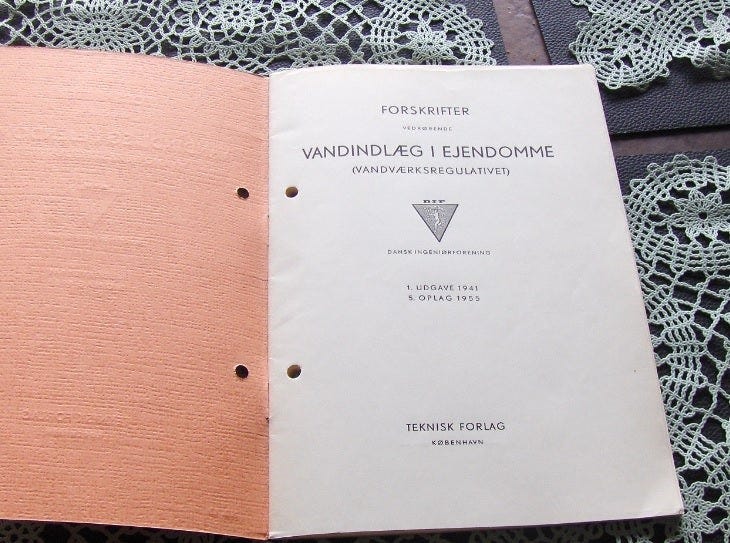 FORSKRIFTER
VEDRØRENDE
VANDINDLÆG I EJENDOMME
(VANDVÆRKSREGULATIVET)
DIF
DANSK INGENIØRFORENING
1. UDGAVE 1941
5. OPLAG 1955
TEKNISK FORLAG
KØBENHAVN